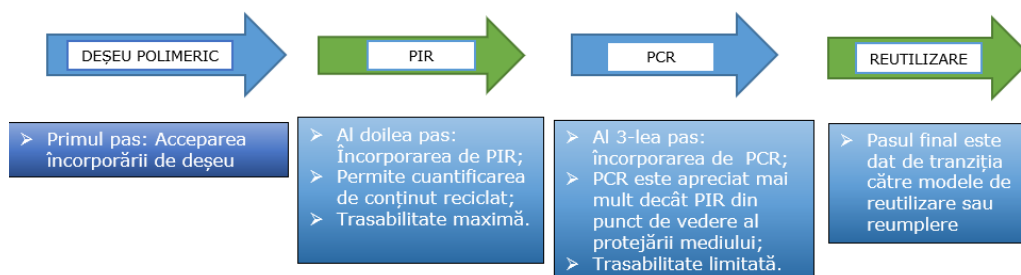 DEȘEU POLIMERIC
PIR
PCR
REUTILIZARE
➢ Primul pas: Acceparea
încorporării de deșeu
➢ Al doilea pas:
Încorporarea de PIR;
➢ Permite cuantificarea
de conținut reciclat;
➢ Trasabilitate maximă.
➢ Al 3-lea pas:
încorporarea de PCR;
➢ PCR este apreciat mai
mult decât PIR din
punct de vedere al
protejării mediului;
➢ Trasabilitate limitată.
➢ Pasul final este
dat de tranziția
către modele de
reutilizare sau
reumplere